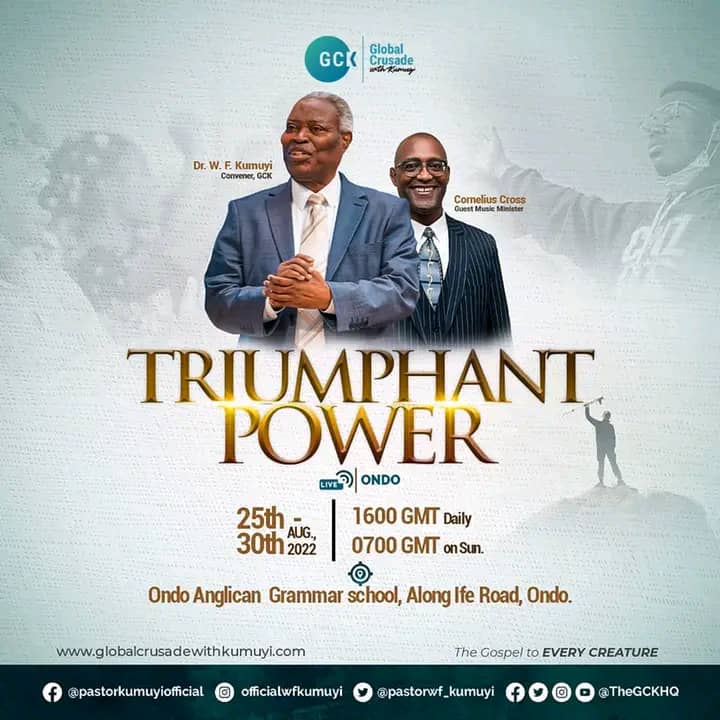 GCK
Global
Crusade
with Kumuyi
Dr. W. F. Kumuyi
Convener, GCK
Cornelius Cross
Guest Music Minister
TRIUMPHANT
POWER
LIVE ONDO
25th -
30th AUG., 2022
1600 GMT Daily
0700 GMT on Sun.
Ondo Anglican Grammar school, Along Ife Road, Ondo.
www.globalcrusadewithkumuyi.com
The Gospel to EVERY CREATURE
@pastorkumuyiofficial officialwfkumuyi @pastorwf_kumuyi @TheGCKHQ